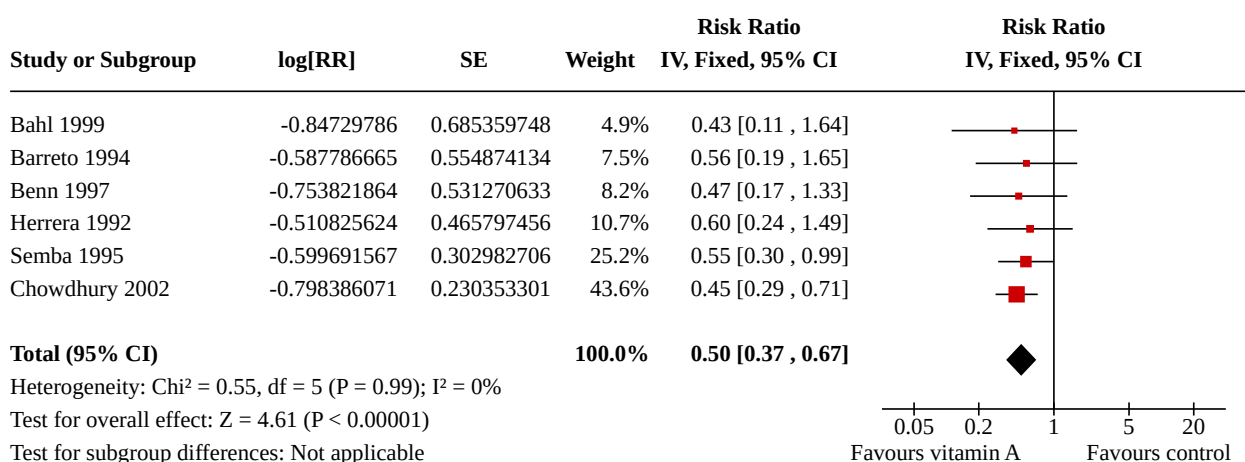 Risk Ratio Risk Ratio
Study or Subgroup log[RR] SE Weight IV, Fixed, 95% CI IV, Fixed, 95% CI
Bahl 1999 -0.84729786 0.685359748 4.9% 0.43 [0.11 , 1.64]
Barreto 1994 -0.587786665 0.554874134 7.5% 0.56 [0.19 , 1.65]
Benn 1997 -0.753821864 0.531270633 8.2% 0.47 [0.17 , 1.33]
Herrera 1992 -0.510825624 0.465797456 10.7% 0.60 [0.24 , 1.49]
Semba 1995 -0.599691567 0.302982706 25.2% 0.55 [0.30 , 0.99]
Chowdhury 2002 -0.798386071 0.230353301 43.6% 0.45 [0.29 , 0.71]
Total (95% CI) 100.0% 0.50 [0.37 , 0.67]
Heterogeneity: Chi² = 0.55, df = 5 (P = 0.99); I² = 0%
Test for overall effect: Z = 4.61 (P < 0.00001)
0.05 0.2 1 5 20
Test for subgroup differences: Not applicable Favours vitamin A Favours control